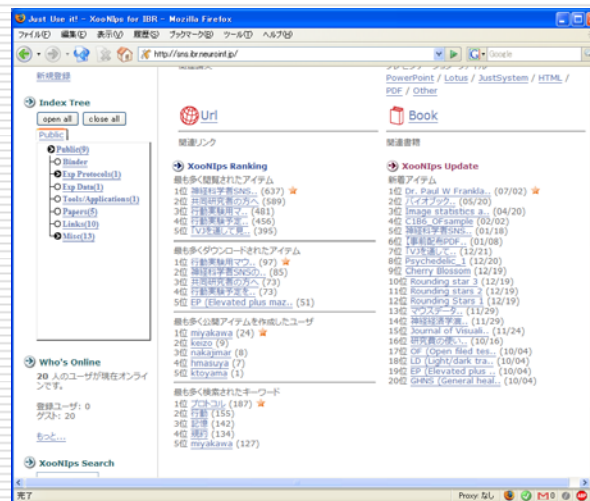 Just Use it! - XooNIps for IBR - Mozilla Firefox
ファイル(F) 編集(E) 表示(V) 履歴(S) ブックマーク(B) ツール(T) ヘルプ(H)
http://sns.ibr.neuroinf.jp/
Google
新規登録
Index Tree
open all close all
Public
Public(9)
Binder
Exp Protocols(1)
Exp Data(1)
Tools/Applications(1)
Papers(5)
Links(10)
Misc(13)
Who's Online
20 人のユーザが現在オンラインです。
登録ユーザ: 0
ゲスト: 20
もっと...
XooNIps Search
Url
関連リンク
XooNIps Ranking
最も多く閲覧されたアイテム
1位 神経科学者SNS.. (637)
2位 共同研究者の方へ (589)
3位 行動実験用マ.. (481)
4位 行動実験予定.. (456)
5位 「VJを通して見.. (395)
最も多くダウンロードされたアイテム
1位 行動実験用マウ.. (97)
2位 神経科学者SNSの.. (85)
3位 共同研究者の方へ (73)
4位 行動実験予定を.. (73)
5位 EP (Elevated plus maz.. (51)
最も多く公開アイテムを作成したユーザ
1位 miyakawa (24)
2位 keizo (9)
3位 nakajimar (8)
4位 hmasuya (7)
5位 ktoyama (1)
最も多く検索されたキーワード
1位 プロトコル (187)
2位 行動 (155)
3位 記憶 (142)
4位 規約 (134)
5位 miyakawa (127)
PowerPoint / Lotus / JustSystem / HTML / PDF / Other
Book
関連書籍
XooNIps Update
新着アイテム
1位 Dr. Paul W Frankla.. (07/02)
2位 バイオブック.. (05/20)
3位 Image statistics a.. (04/20)
4位 C1B6_OFsample (02/02)
5位 神経科学者SNS.. (01/18)
6位 【事前配布PDF.. (01/08)
7位 「VJを通して.. (12/21)
8位 Psychedelic_1 (12/20)
9位 Cherry Blossom (12/19)
10位 Rounding star 3 (12/19)
11位 Rounding stars 2 (12/19)
12位 Rounding Stars 1 (12/19)
13位 マウスデータ.. (11/29)
14位 神経経済学演.. (11/29)
15位 Journal of Visuali.. (11/24)
16位 研究費の使い.. (10/16)
17位 OF (Open filed tes.. (10/04)
18位 LD (Light/dark tra.. (10/04)
19位 EP (Elevated plus .. (10/04)
20位 GHNS (General heal.. (10/04)
完了
Proxy: なし
0